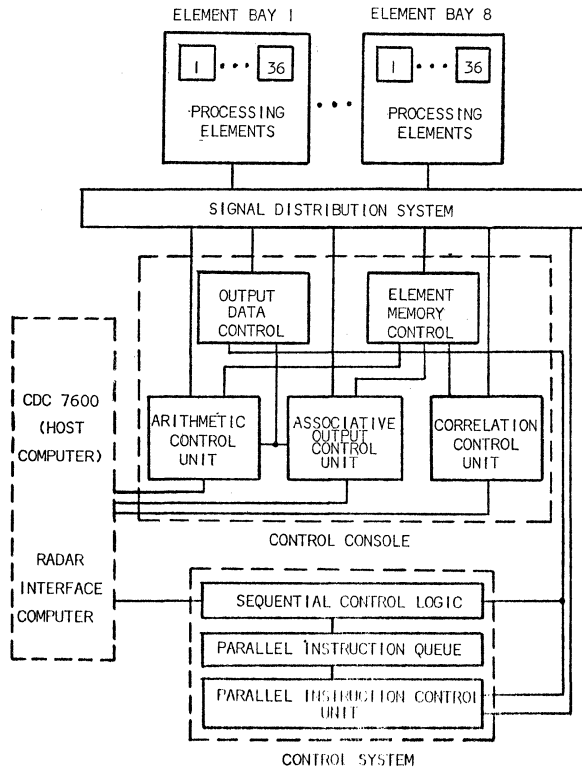 ELEMENT BAY 1
ELEMENT BAY 8
1 ••• 36
1 ••• 36
PROCESSING
ELEMENTS
•••
PROCESSING
ELEMENTS
SIGNAL DISTRIBUTION SYSTEM
OUTPUT
DATA
CONTROL
ELEMENT
MEMORY
CONTROL
CDC 7600
(HOST
COMPUTER)
ARITHMETIC
CONTROL
UNIT
ASSOCIATIVE
OUTPUT
CONTROL
UNIT
CORRELATION
CONTROL
UNIT
CONTROL CONSOLE
RADAR
INTERFACE
COMPUTER
SEQUENTIAL CONTROL LOGIC
PARALLEL INSTRUCTION QUEUE
PARALLEL INSTRUCTION CONTROL
UNIT
CONTROL SYSTEM